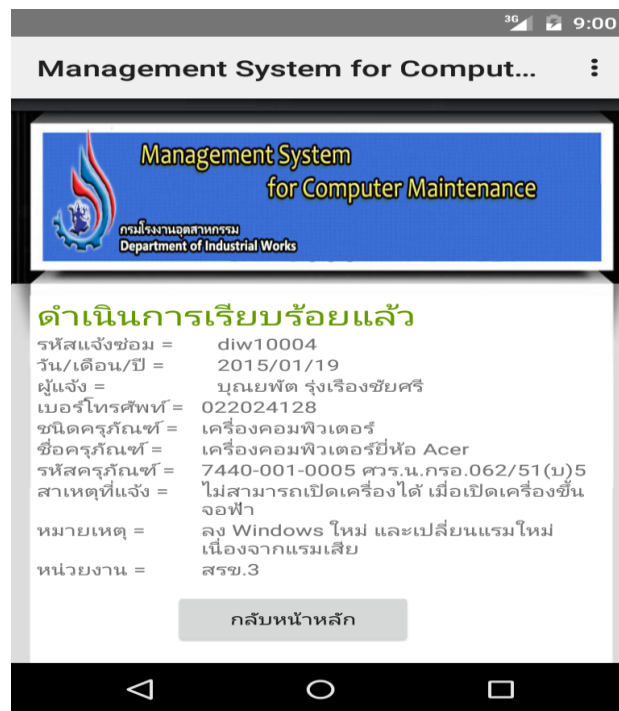 3G 9:00
Management System for Comput...
Management System
for Computer Maintenance
กรมโรงงานอุตสาหกรรม
Department of Industrial Works
ดำเนินการเรียบร้อยแล้ว
รหัสแจ้งซ่อม = diw10004
วัน/เดือน/ปี = 2015/01/19
ผู้แจ้ง = บุณยพัต รุ่งเรืองชัยศรี
เบอร์โทรศัพท์ = 022024128
ชนิดครุภัณฑ์ = เครื่องคอมพิวเตอร์
ชื่อครุภัณฑ์ = เครื่องคอมพิวเตอร์ยี่ห้อ Acer
รหัสครุภัณฑ์ = 7440-001-0005 ศวร.น.กรอ.062/51(บ)5
สาเหตุที่แจ้ง = ไม่สามารถเปิดเครื่องได้ เมื่อเปิดเครื่องขึ้น
จอฟ้า
หมายเหตุ = ลง Windows ใหม่ และเปลี่ยนแรมใหม่
เนื่องจากแรมเสีย
หน่วยงาน = สรข.3
กลับหน้าหลัก